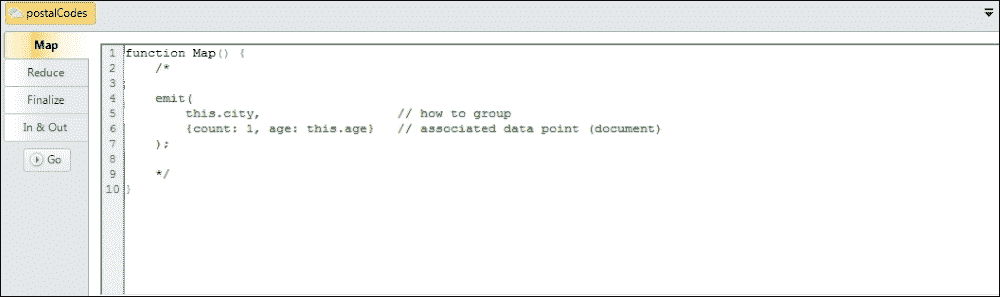 postalCodes
Map
Reduce
Finalize
In & Out
Go
1 function Map() {
2     /*
3
4     emit(
5         this.city,                    // how to group
6         {count: 1, age: this.age}   // associated data point (document)
7     );
8
9     */
10 }